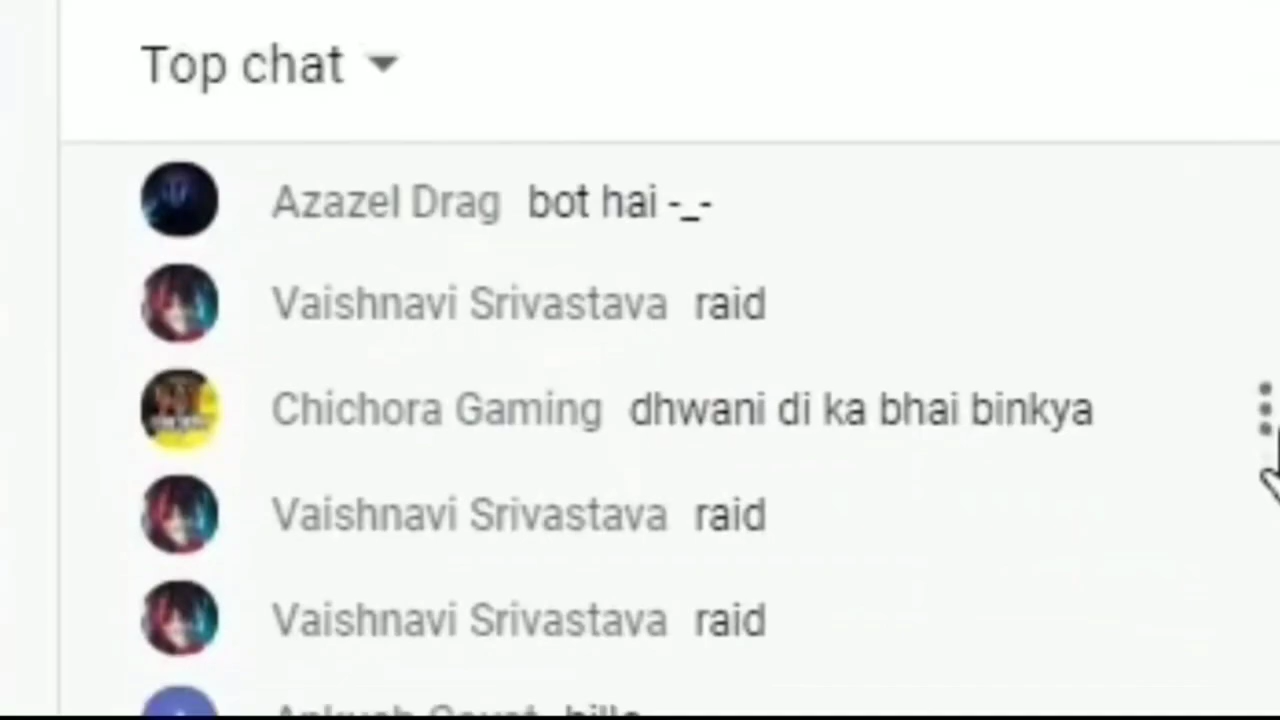 Top chat
Azazel Drag bot hai -_-
Vaishnavi Srivastava raid
Chichora Gaming dhwani di ka bhai binkya
Vaishnavi Srivastava raid
Vaishnavi Srivastava raid